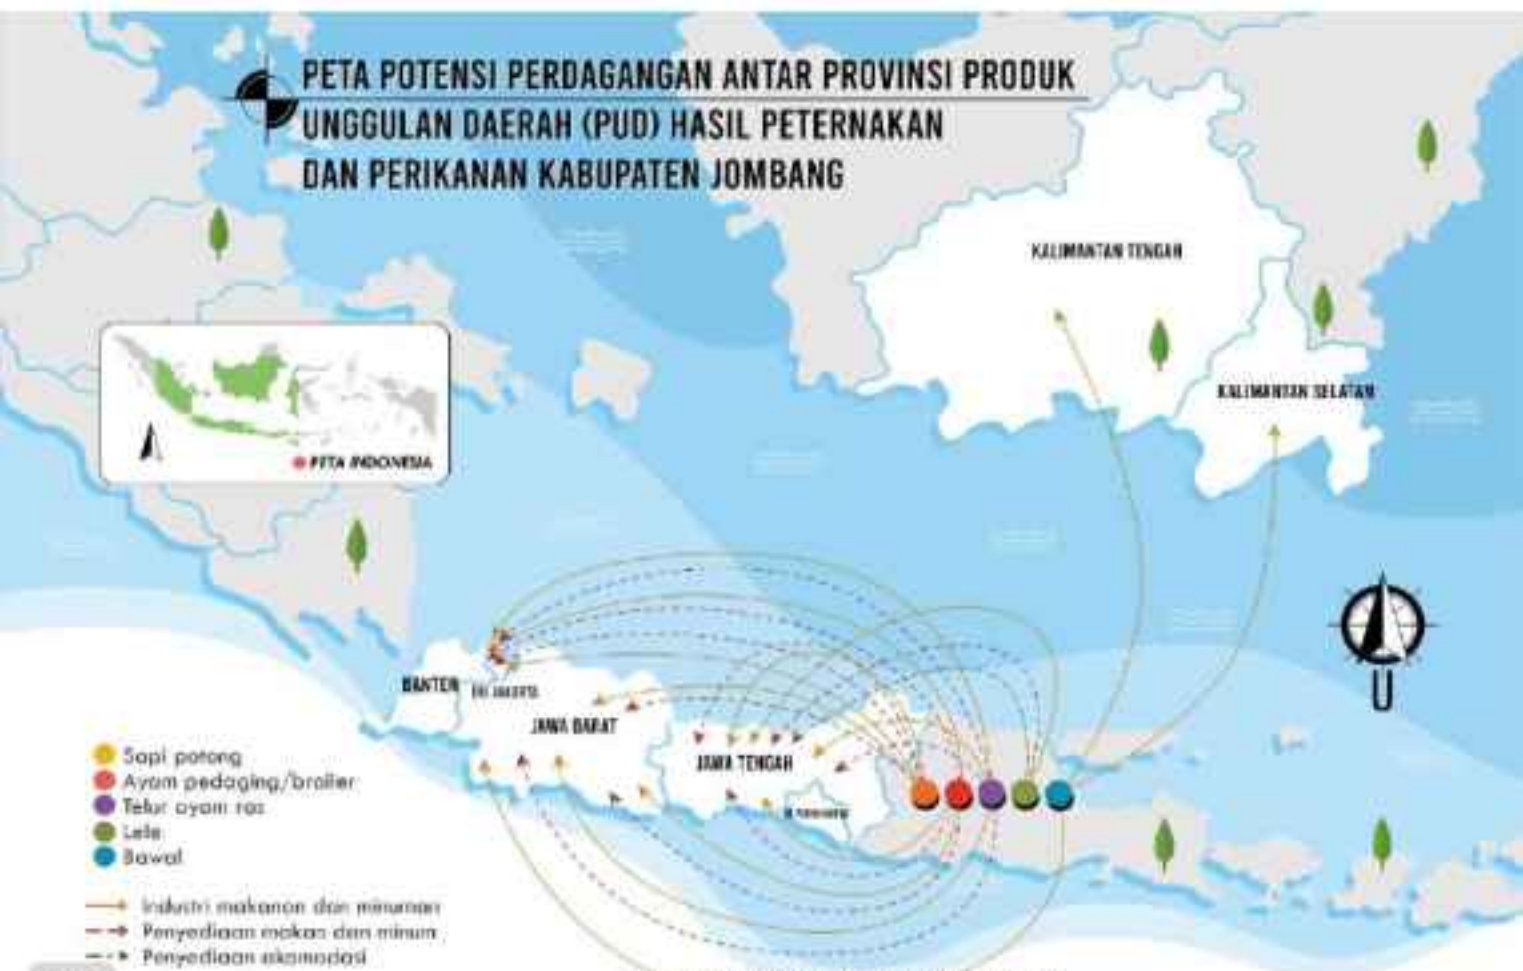 PETA POTENSI PERDAGANGAN ANTAR PROVINSI PRODUK
UNGGULAN DAERAH (PUD) HASIL PETERNAKAN
DAN PERIKANAN KABUPATEN JOMBANG
KALIMANTAN TENGAH
KALIMANTAN SELATAN
PETA INDONESIA
BANTEN
DKI JAKARTA
JAWA BARAT
JAWA TENGAH
U
Sapi potong
Ayam pedaging/broiler
Telur ayam ras
Lele
Bawal
Industri makanan dan minuman
Penyediaan makan dan minum
Penyediaan akomodasi